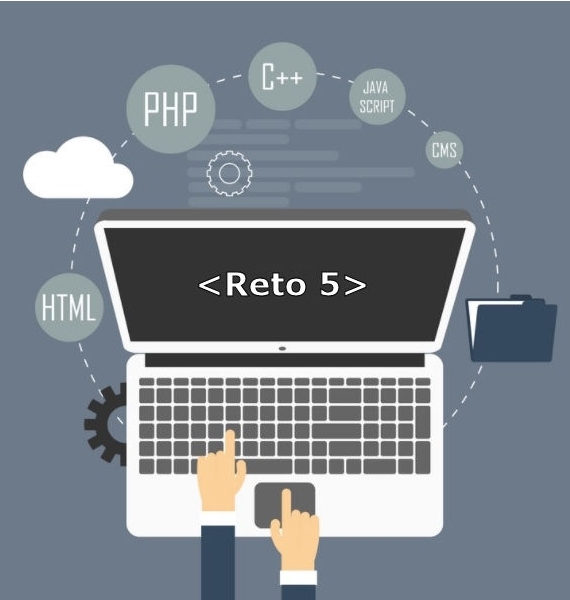 C++
PHP
JAVA
SCRIPT
CMS
<Reto 5>
HTML